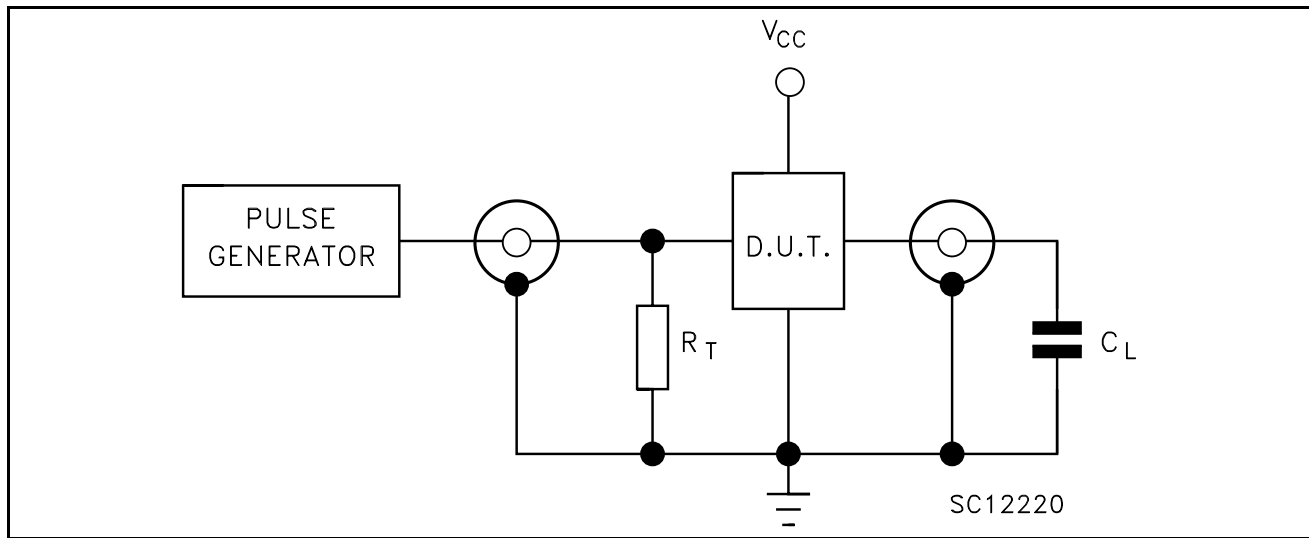 VCC
PULSE
GENERATOR
D.U.T.
RT
CL
SC12220